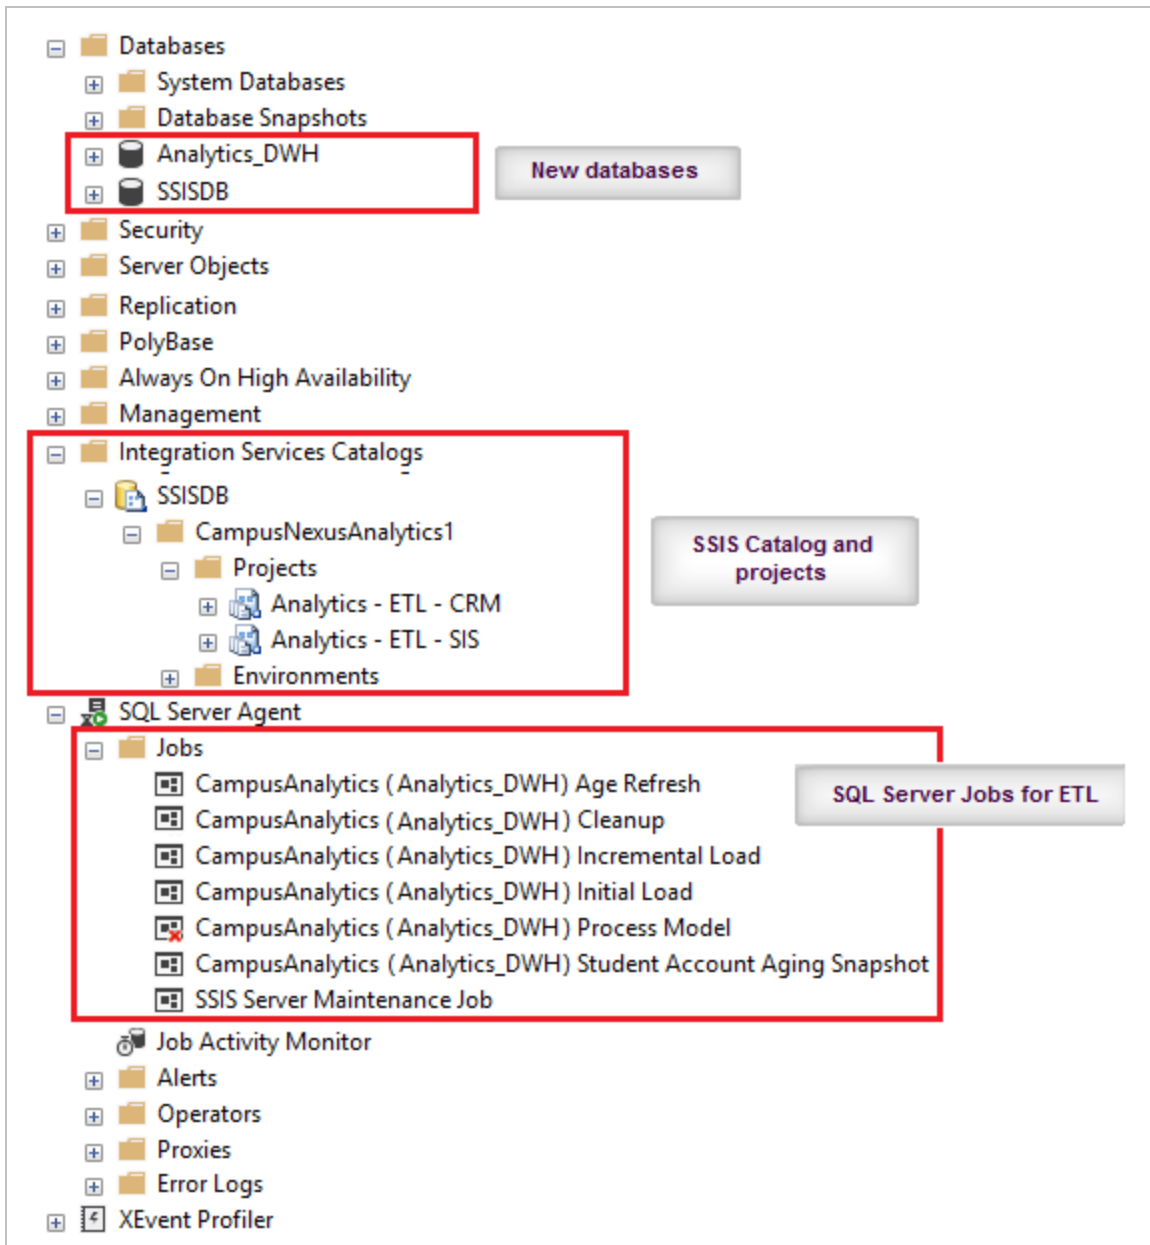 Databases
System Databases
Database Snapshots
Analytics_DWH
SSISDB
New databases
Security
Server Objects
Replication
PolyBase
Always On High Availability
Management
Integration Services Catalogs
SSISDB
CampusNexusAnalytics1
Projects
Analytics - ETL - CRM
Analytics - ETL - SIS
Environments
SSIS Catalog and
projects
SQL Server Agent
Jobs
CampusAnalytics (Analytics_DWH) Age Refresh
CampusAnalytics (Analytics_DWH) Cleanup
CampusAnalytics (Analytics_DWH) Incremental Load
CampusAnalytics (Analytics_DWH) Initial Load
CampusAnalytics (Analytics_DWH) Process Model
CampusAnalytics (Analytics_DWH) Student Account Aging Snapshot
SSIS Server Maintenance Job
SQL Server Jobs for ETL
Job Activity Monitor
Alerts
Operators
Proxies
Error Logs
XEvent Profiler